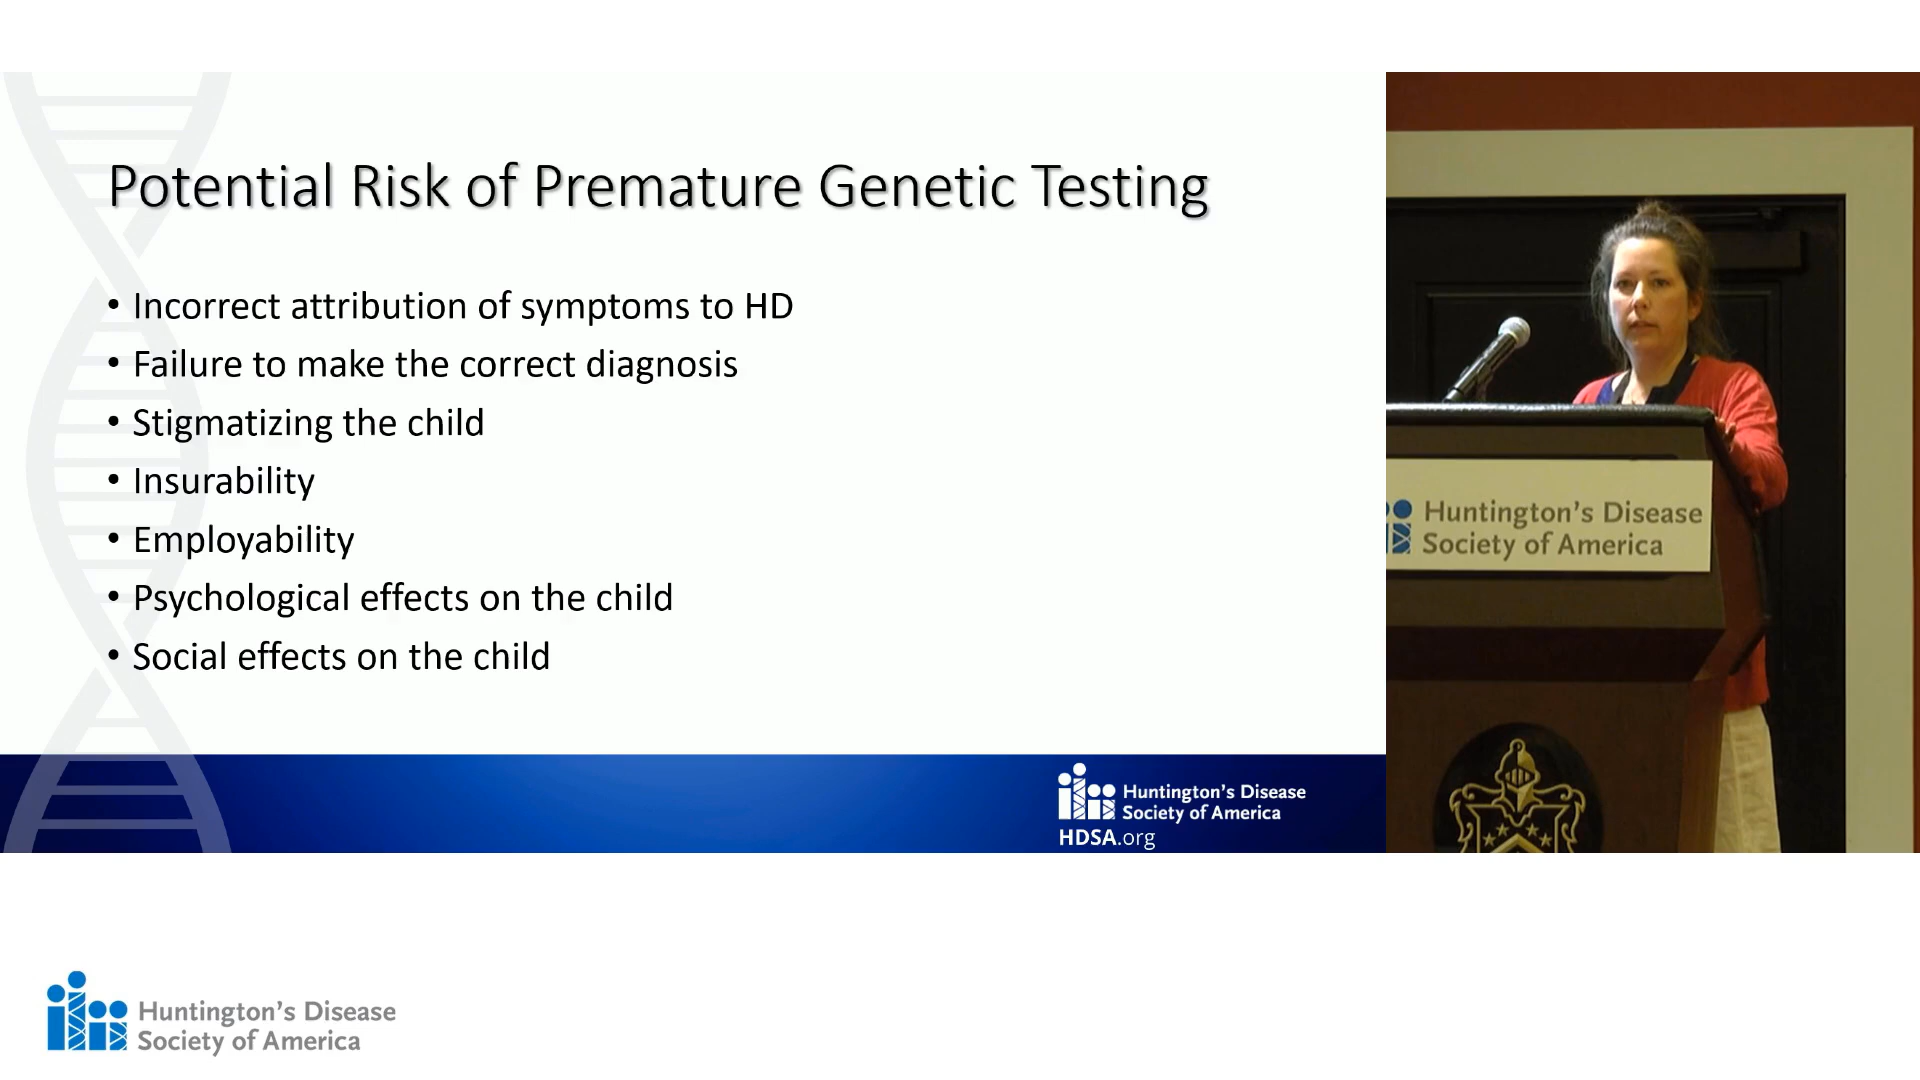 Potential Risk of Premature Genetic Testing
• Incorrect attribution of symptoms to HD
• Failure to make the correct diagnosis
• Stigmatizing the child
• Insurability
• Employability
• Psychological effects on the child
• Social effects on the child
Huntington's Disease
Society of America
HDSA.org
Huntington's Disease
Society of America
Huntington's Disease
Society of America